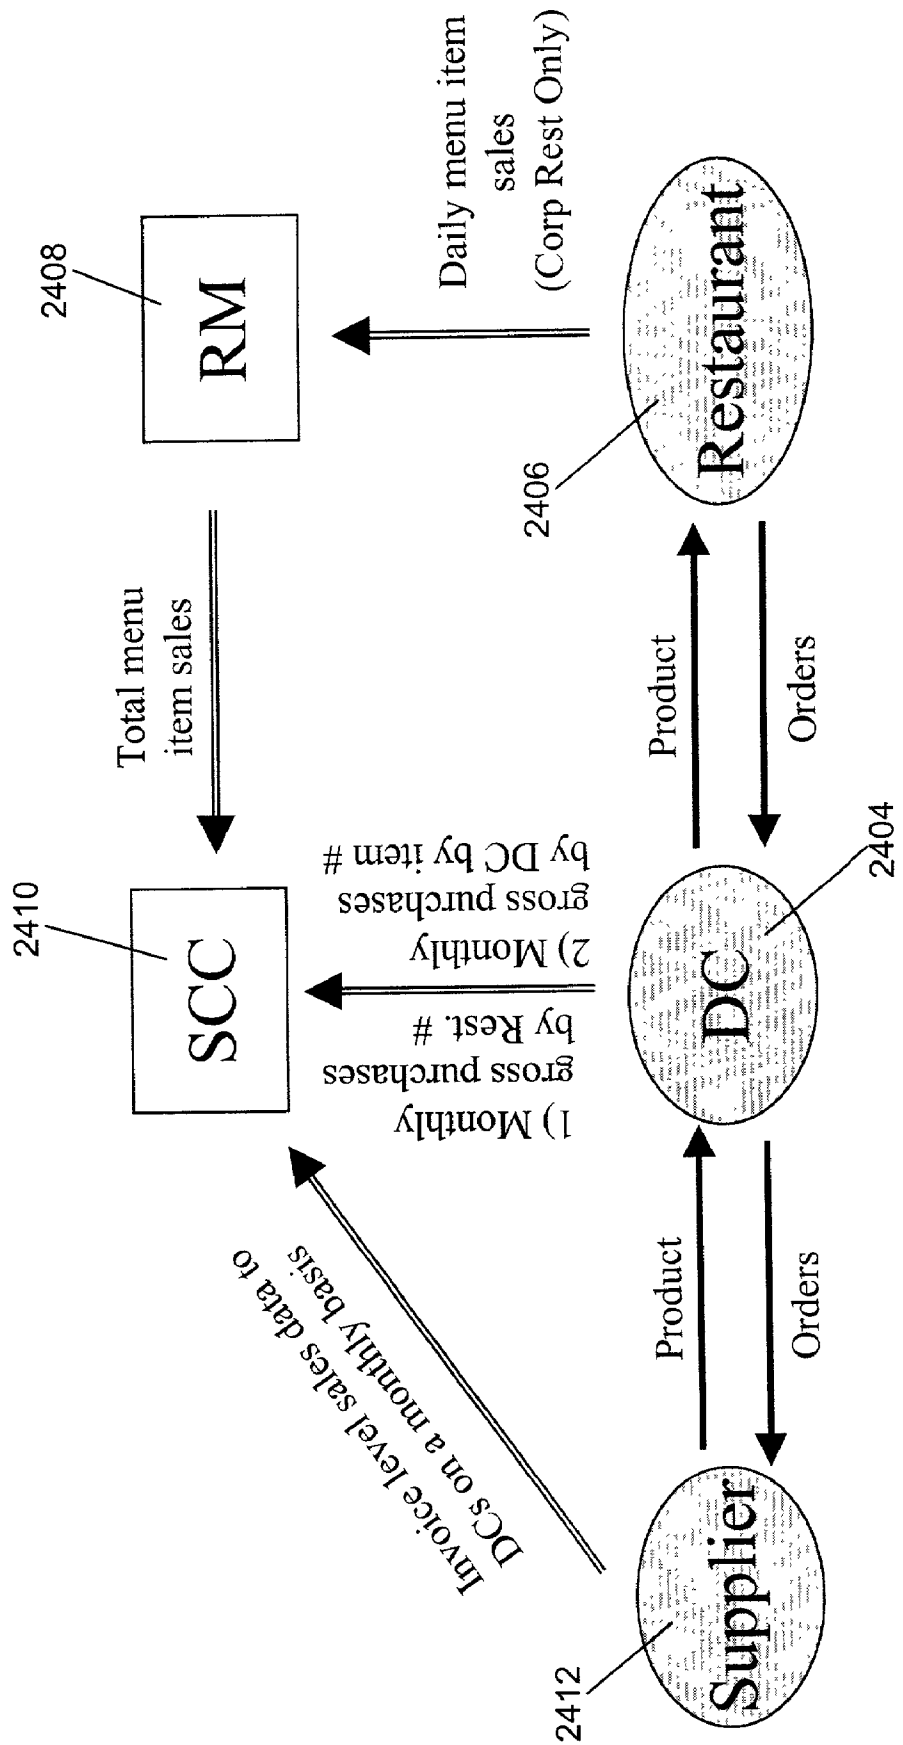 2410
SCC
Total menu
item sales
2408
RM
Invoice level sales data to
DCs on a monthly basis
1) Monthly
gross purchases
by Rest. #
2) Monthly
gross purchases
by DC by item #
Daily menu item
sales
(Corp Rest Only)
2412
Supplier
Product
Orders
DC
2404
Product
Orders
2406
Restaurant